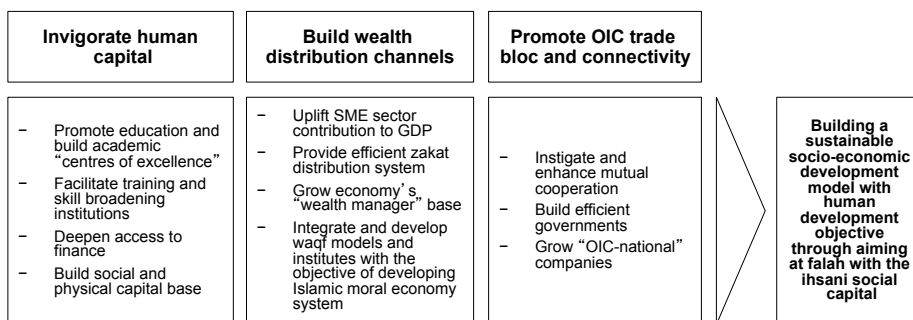 Invigorate human
capital
– Promote education and
build academic
“centres of excellence”
– Facilitate training and
skill broadening
institutions
– Deepen access to
finance
– Build social and
physical capital base
Build wealth
distribution channels
– Uplift SME sector
contribution to GDP
– Provide efficient zakat
distribution system
– Grow economy’s
“wealth manager” base
– Integrate and develop
waqf models and
institutes with the
objective of developing
Islamic moral economy
system
Promote OIC trade
bloc and connectivity
– Instigate and
enhance mutual
cooperation
– Build efficient
governments
– Grow “OIC-national”
companies
Building a
sustainable
socio-economic
development
model with
human
development
objective
through aiming
at falah with the
ihsani social
capital